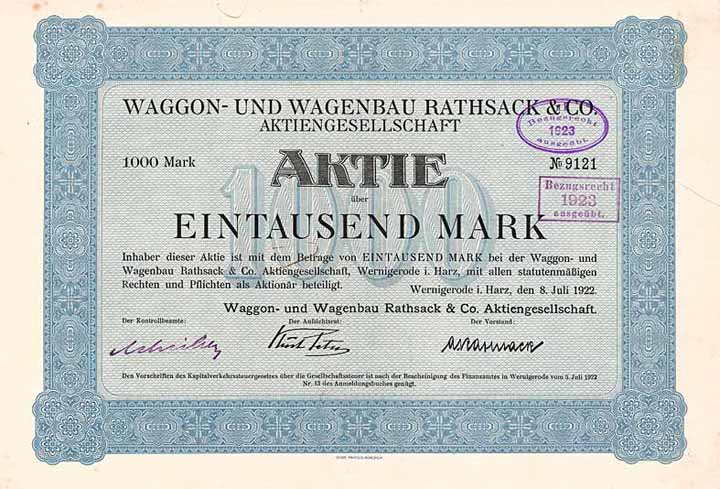 WAGGON- UND WAGENBAU RATHSACK & CO.
AKTIENGESELLSCHAFT
Bezugsrecht
1923
ausgeübt.
1000 Mark
AKTIE
№ 9121
1000
über
Bezugsrecht
1923
ausgeübt.
EINTAUSEND MARK
Inhaber dieser Aktie ist mit dem Betrage von EINTAUSEND MARK bei der Waggon- und
Wagenbau Rathsack & Co. Aktiengesellschaft, Wernigerode i. Harz, mit allen statutenmäßigen
Rechten und Pflichten als Aktionär beteiligt. Wernigerode i. Harz, den 8. Juli 1922.
Waggon- und Wagenbau Rathsack & Co. Aktiengesellschaft.
Der Kontrollbeamte: Der Aufsichtsrat: Der Vorstand:
Den Vorschriften des Kapitalverkehrsteuergesetzes über die Gesellschaftssteuer ist nach der Bescheinigung des Finanzamtes in Wernigerode vom 5. Juli 1922
Nr. 13 des Anmeldungsbuches genügt.